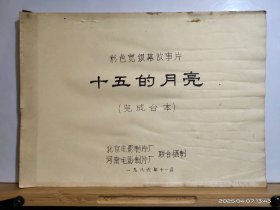 彩色宽银幕故事片
十五的月亮
(完成台本)
北京电影制片厂
河南电影制片厂 联合摄制
一九八六年十一月
2025.04.07 13:53